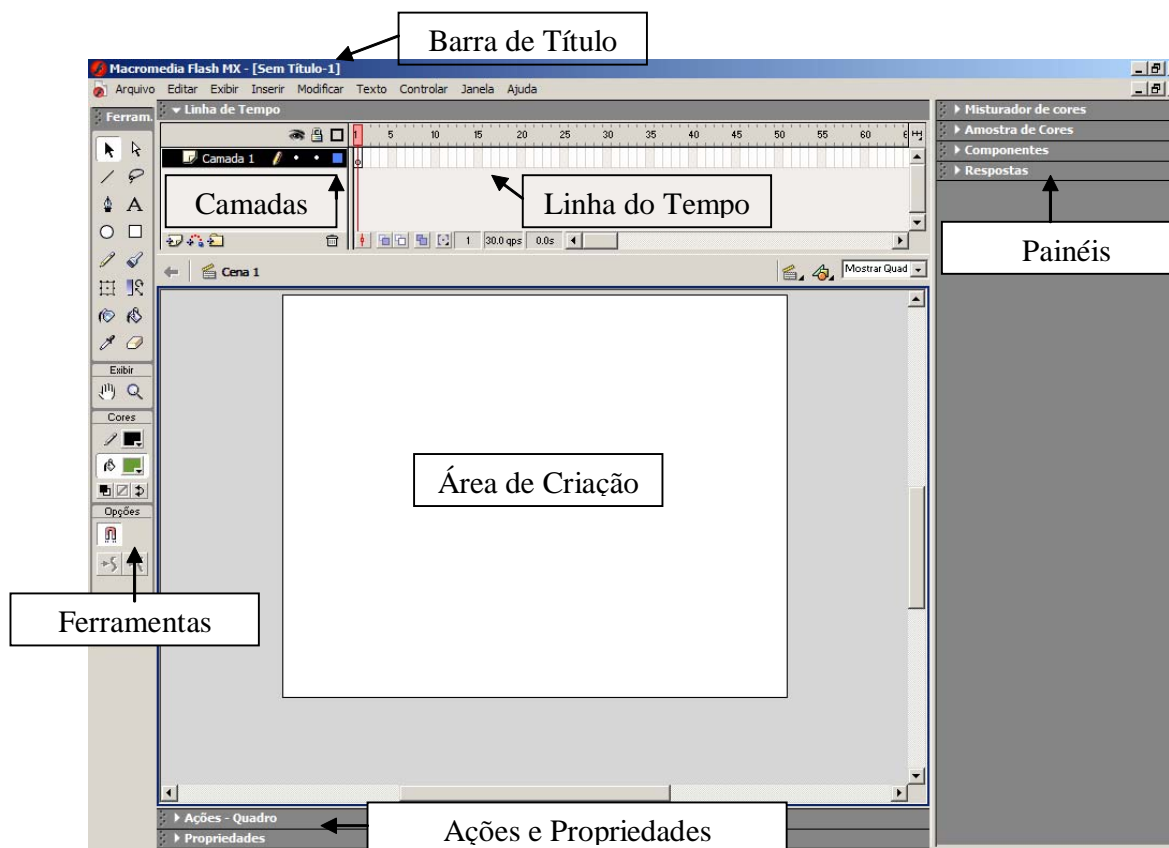 Barra de Título
Macromedia Flash MX - [Sem Título-1]
Arquivo Editar Exibir Inserir Modificar Texto Controlar Janela Ajuda
Ferram.
Linha de Tempo
1 5 10 15 20 25 30 35 40 45 50 55 60 6
Camada 1
Camadas
Linha do Tempo
1 30.0 qps 0.0s
Cena 1
Mostrar Quad
Misturador de cores
Amostra de Cores
Componentes
Respostas
Painéis
A
Exibir
Cores
Opções
Área de Criação
Ferramentas
Ações - Quadro
Propriedades
Ações e Propriedades